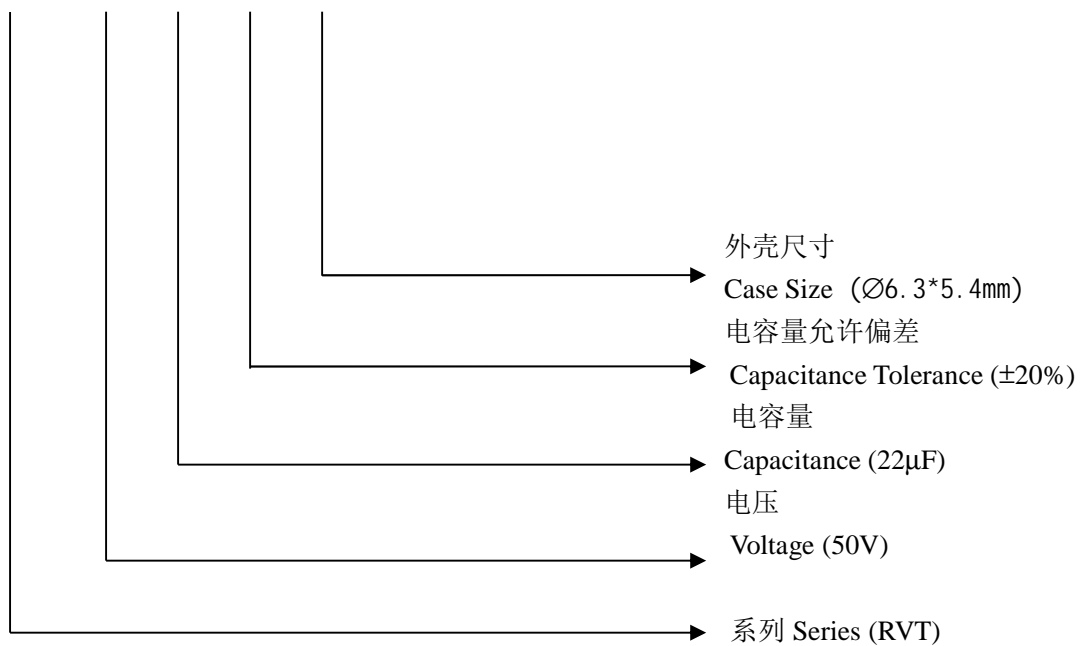 外壳尺寸
Case Size (∅6.3*5.4mm)
电容量允许偏差
Capacitance Tolerance (±20%)
电容量
Capacitance (22μF)
电压
Voltage (50V)
系列 Series (RVT)